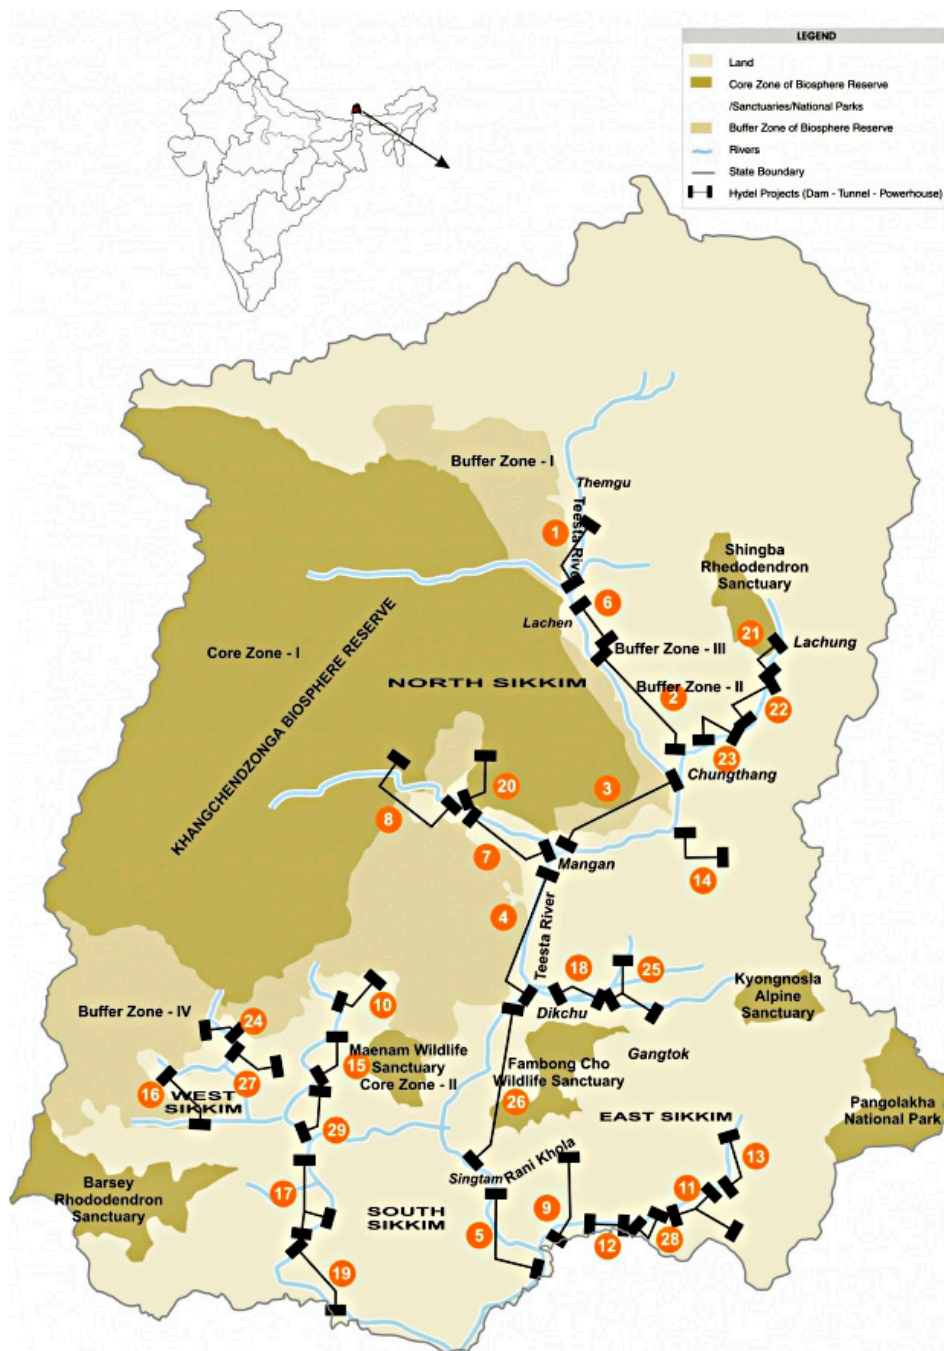 LEGEND
Land
Core Zone of Biosphere Reserve
/Sanctuaries/National Parks
Buffer Zone of Biosphere Reserve
Rivers
State Boundary
Hydel Projects (Dam - Tunnel - Powerhouse)
Buffer Zone - I
Themgu
Teesta River
1
Shingba
Rhedodendron
Sanctuary
6
Lachen
21
Lachung
Buffer Zone - III
Core Zone - I
KHANGCHENDZONGA BIOSPHERE RESERVE
NORTH SIKKIM
Buffer Zone - II
2
22
23
Chungthang
20
3
8
7
Mangan
14
4
Teesta River
18
25
Kyongnosla
Alpine
Sanctuary
10
Dikchu
Buffer Zone - IV
24
Gangtok
Maenam Wildlife
Sanctuary
Core Zone - II
15
Fambong Cho
Wildlife Sanctuary
26
27
16
WEST
SIKKIM
29
EAST SIKKIM
Pangolakha
National Park
13
Singtam
Rani Khola
Barsey
Rhododendron
Sanctuary
17
11
SOUTH
SIKKIM
5
9
12
28
19